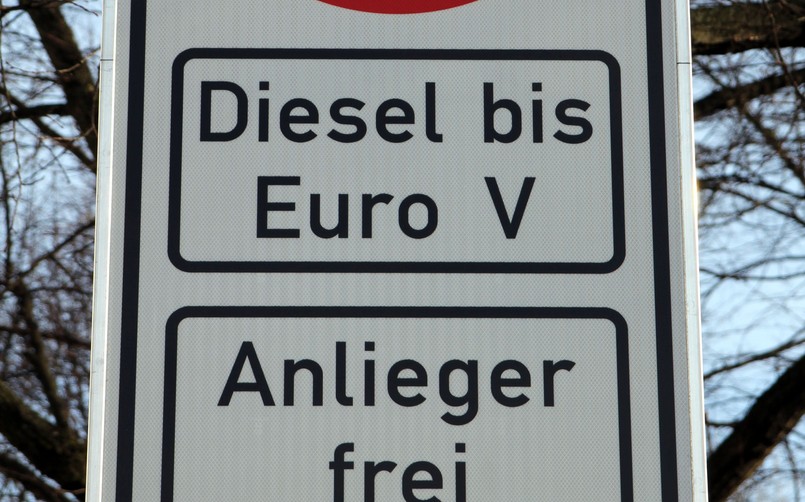 Diesel bis
Euro V
Anlieger
frei